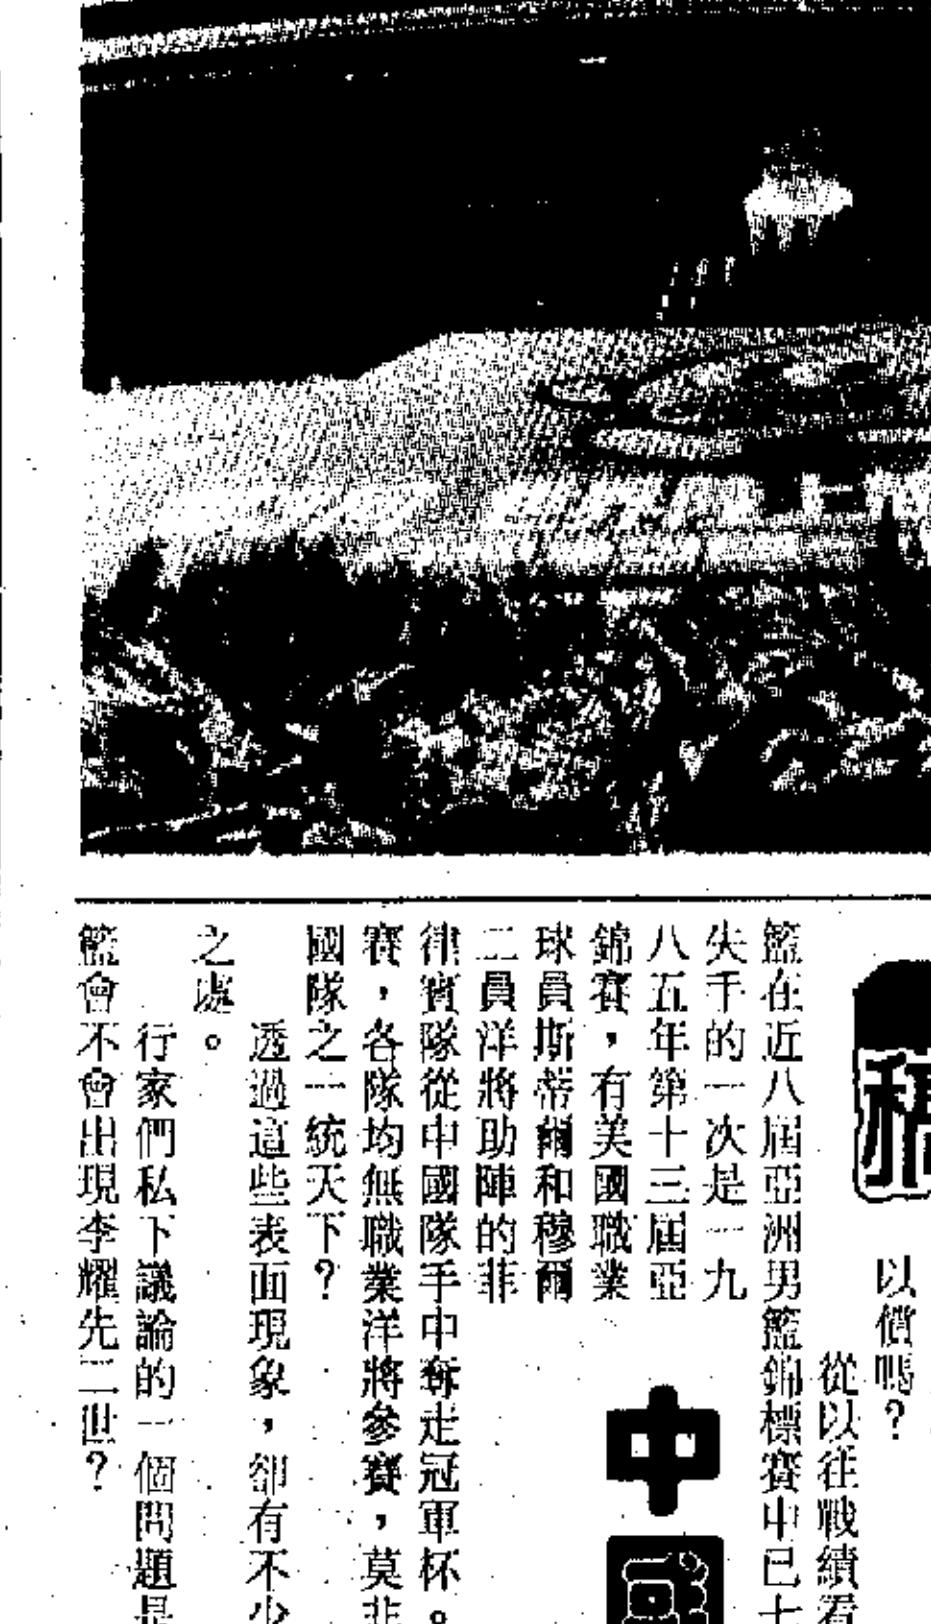 稿
以償嗎？
從以往戰績看
籃在近八屆亞洲男籃錦標賽中已七
失手的一次是一九
八五年第十三屆亞
錦賽，有美國職業
球員斯蒂爾和穆爾
二員洋將助陣的菲
律賓隊從中國隊手中奪走冠軍杯。
賽，各隊均無職業洋將參賽，莫非
國隊之一統天下？
透過這些表面現象，卻有不少
之處。
行家們私下議論的一個問題是
籃會不會出現李耀先二世？
中國